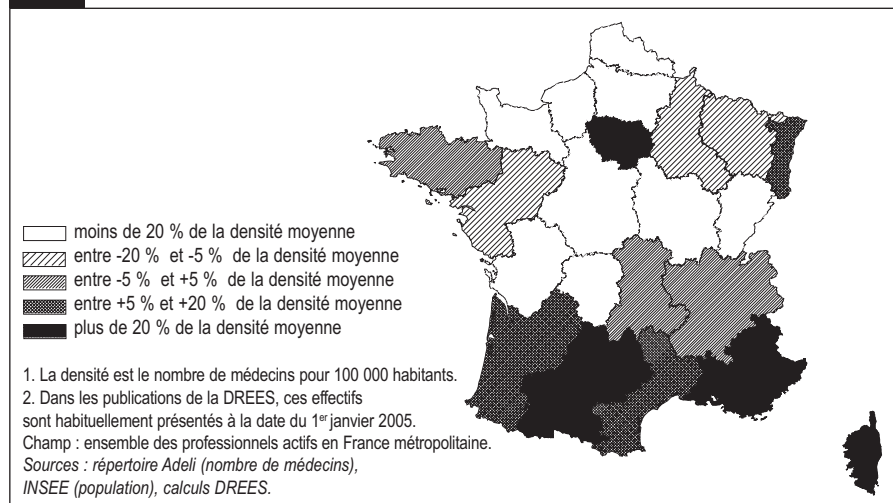 moins de 20 % de la densité moyenne
entre -20 % et -5 % de la densité moyenne
entre -5 % et +5 % de la densité moyenne
entre +5 % et +20 % de la densité moyenne
plus de 20 % de la densité moyenne
1. La densité est le nombre de médecins pour 100 000 habitants.
2. Dans les publications de la DREES, ces effectifs
sont habituellement présentés à la date du 1er janvier 2005.
Champ : ensemble des professionnels actifs en France métropolitaine.
Sources : répertoire Adeli (nombre de médecins),
INSEE (population), calculs DREES.